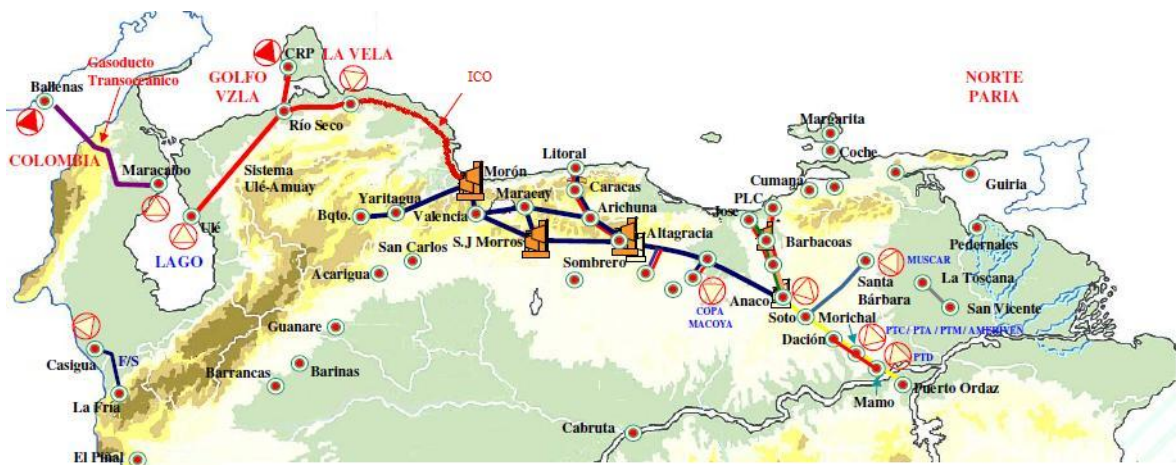 Gasoducto
Transoceánico
Ballenas
COLOMBIA
Maracaibo
GOLFO
VZLA
CRP
LA VELA
ICO
Río Seco
Sistema
Ulé-Amuay
Ulé
LAGO
Morón
Yaritagua
Bqto.
Valencia
Maracay
S.J Morros
San Carlos
Acarigua
Litoral
Caracas
Arichuna
Altagracia
Sombrero
NORTE
PARIA
Margarita
Coche
Cumana
Guiria
PLC
Jose
Barbacoas
Pedernales
MUSCAR
La Toscana
Santa
Bárbara
San Vicente
Anaco
COPA
MACOYA
Soto
Morichal
PTC / PTA / PTM / AMERIVEN
Dación
PTD
Puerto Ordaz
Mamo
Cabruta
Guanare
Barrancas
Barinas
Casigua
F/S
La Fría
El Piñal